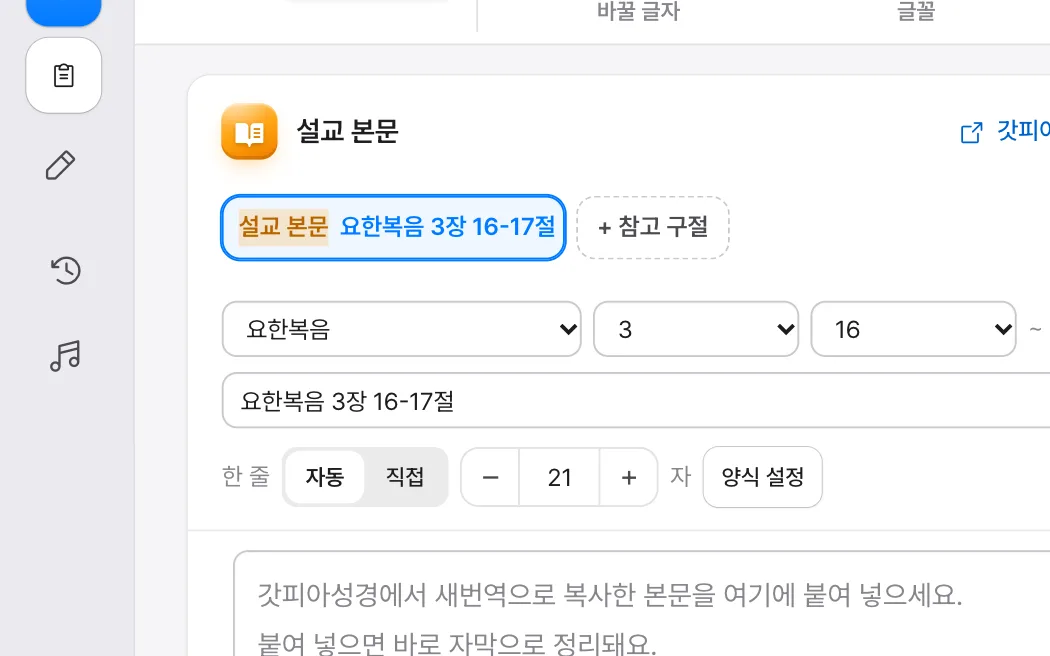 바꿀 글자 글꼴
설교 본문 갓피아
설교 본문 요한복음 3장 16-17절 + 참고 구절
요한복음 3 16 ~
요한복음 3장 16-17절
한 줄 자동 직접 − 21 + 자 양식 설정
갓피아성경에서 새번역으로 복사한 본문을 여기에 붙여 넣으세요.
붙여 넣으면 바로 자막으로 정리돼요.